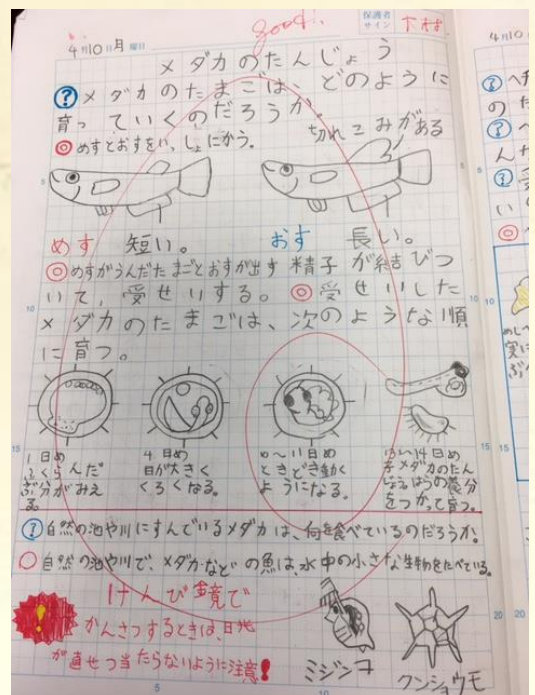 good!
保護者サイン 下村
4月10日月曜日
メダカのたんじょう
? メダカのたまごは、どのように
育っていくのだろうか。
◎めすとおすをいっしょにかう。
切れこみがある
めす 短い。 おす 長い。
◎めすがうんだたまごとおすが出す精子が結びつ
いて、受せいする。 ◎受せいした
メダカのたまごは、次のような順
に育つ。
1日め
ふくらんだ
ぶ分がみえ
る。
4日め
目が大きく
くろくなる。
10〜11日め
ときどき動く
ようになる。
13〜14日め
子メダカのたん
じょうはらの養分
をつかって育つ。
? 自然の池や川にすんでいるメダカは、何を食べているのだろうか。
○ 自然の池や川で、メダカなどの魚は、水中の小さな生物をたべている。
! けんび鏡で
かんさつするときは、日光
が直せつ当たらないように注意!
ミジンコ
クンショウモ
4月10